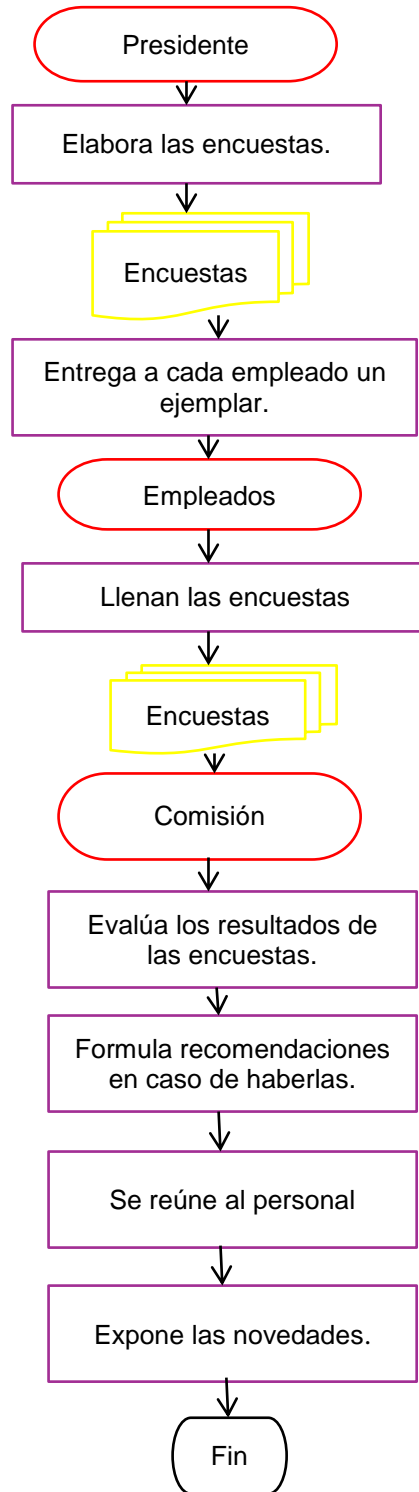 Presidente
Elabora las encuestas.
Encuestas
Entrega a cada empleado un
ejemplar.
Empleados
Llenan las encuestas
Encuestas
Comisión
Evalúa los resultados de
las encuestas.
Formula recomendaciones
en caso de haberlas.
Se reúne al personal
Expone las novedades.
Fin